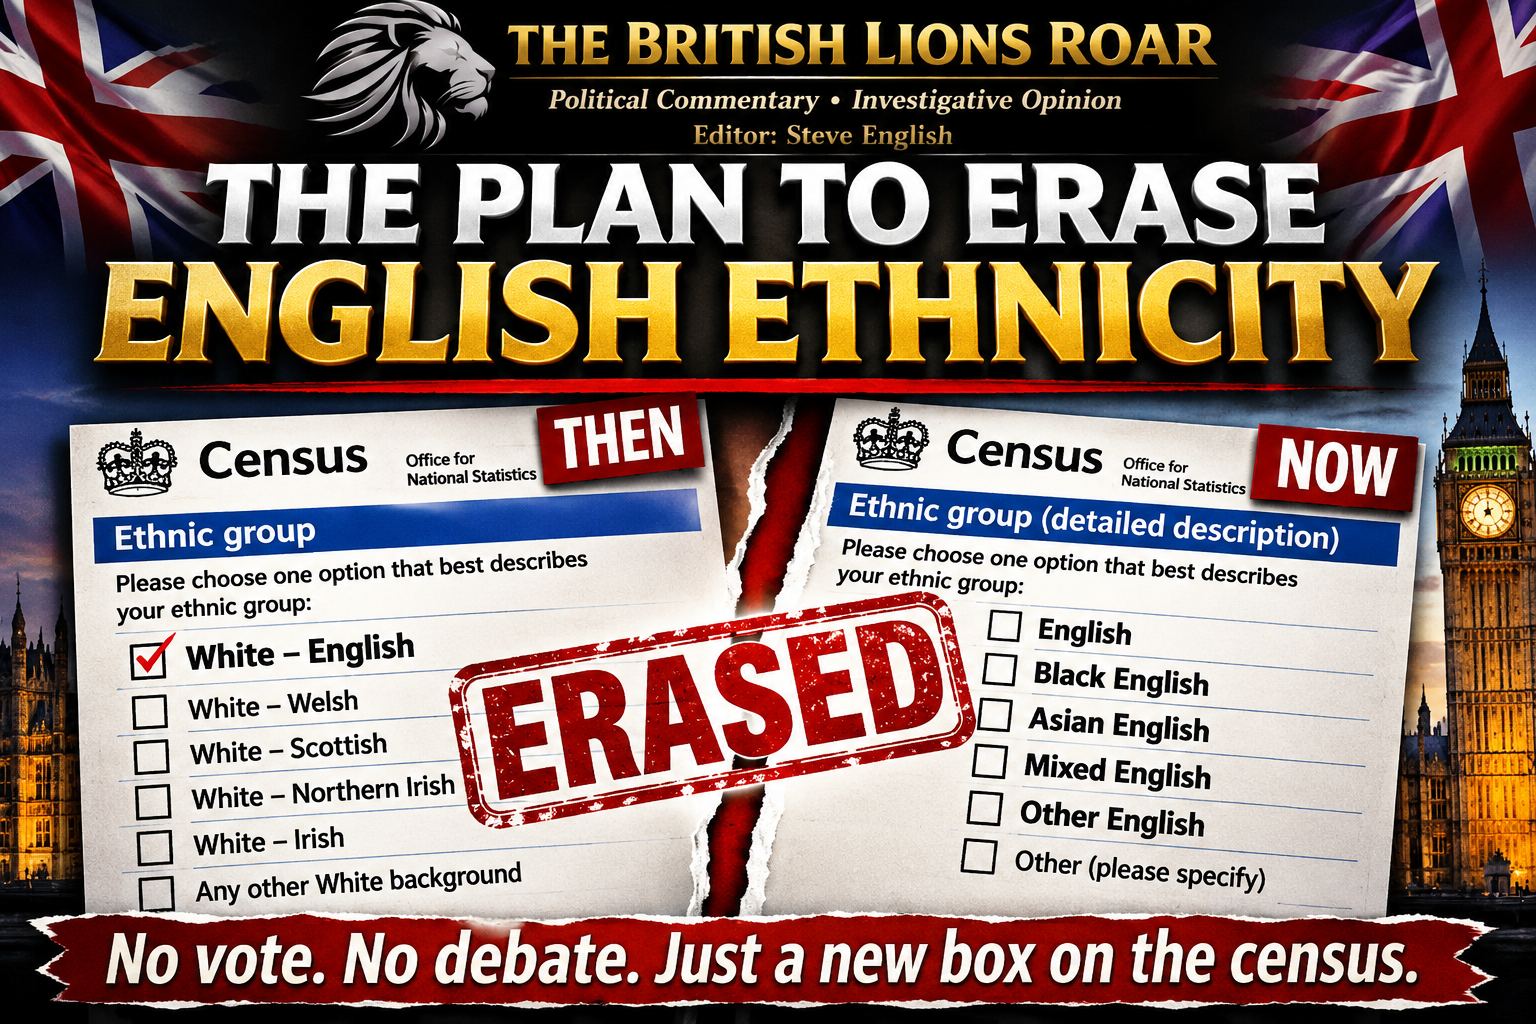 THE BRITISH LIONS ROAR
Political Commentary • Investigative Opinion
Editor: Steve English
THE PLAN TO ERASE
ENGLISH ETHNICITY
Census
Office for
National Statistics
THEN
Ethnic group
Please choose one option that best describes
your ethnic group:
White – English
White – Welsh
White – Scottish
White – Northern Irish
White – Irish
Any other White background
ERASED
Census
Office for
National Statistics
NOW
Ethnic group (detailed description)
Please choose one option that best describes
your ethnic group:
English
Black English
Asian English
Mixed English
Other English
Other (please specify)
No vote. No debate. Just a new box on the census.